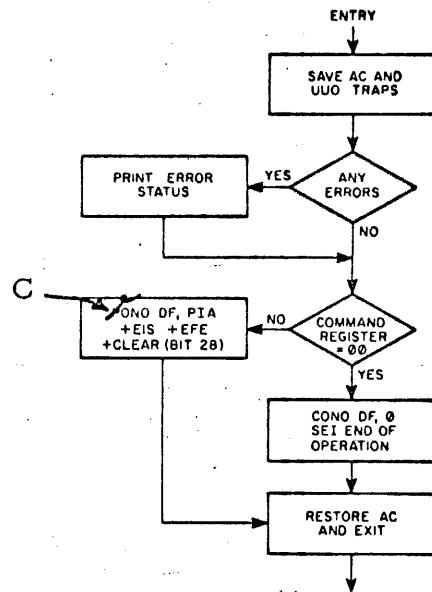 ENTRY
SAVE AC AND
UUO TRAPS
ANY
ERRORS
YES
NO
PRINT ERROR
STATUS
COMMAND
REGISTER
= 00
NO
YES
C
ONO DF, PIA
+EIS +EFE
+CLEAR (BIT 28)
CONO DF, 0
SEI END OF
OPERATION
RESTORE AC
AND EXIT